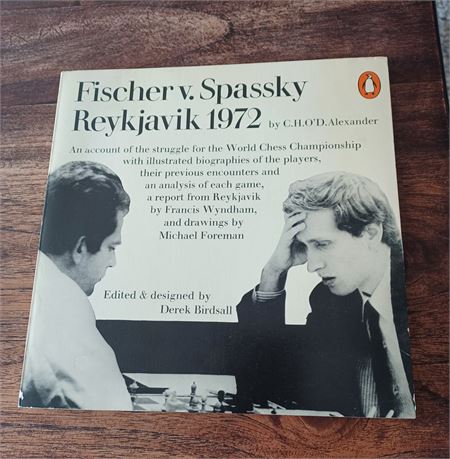 Fischer v. Spassky
Reykjavik 1972 by C.H.O'D. Alexander
An account of the struggle for the World Chess Championship
with illustrated biographies of the players,
their previous encounters and
an analysis of each game,
a report from Reykjavik
by Francis Wyndham,
and drawings by
Michael Foreman
Edited & designed by
Derek Birdsall